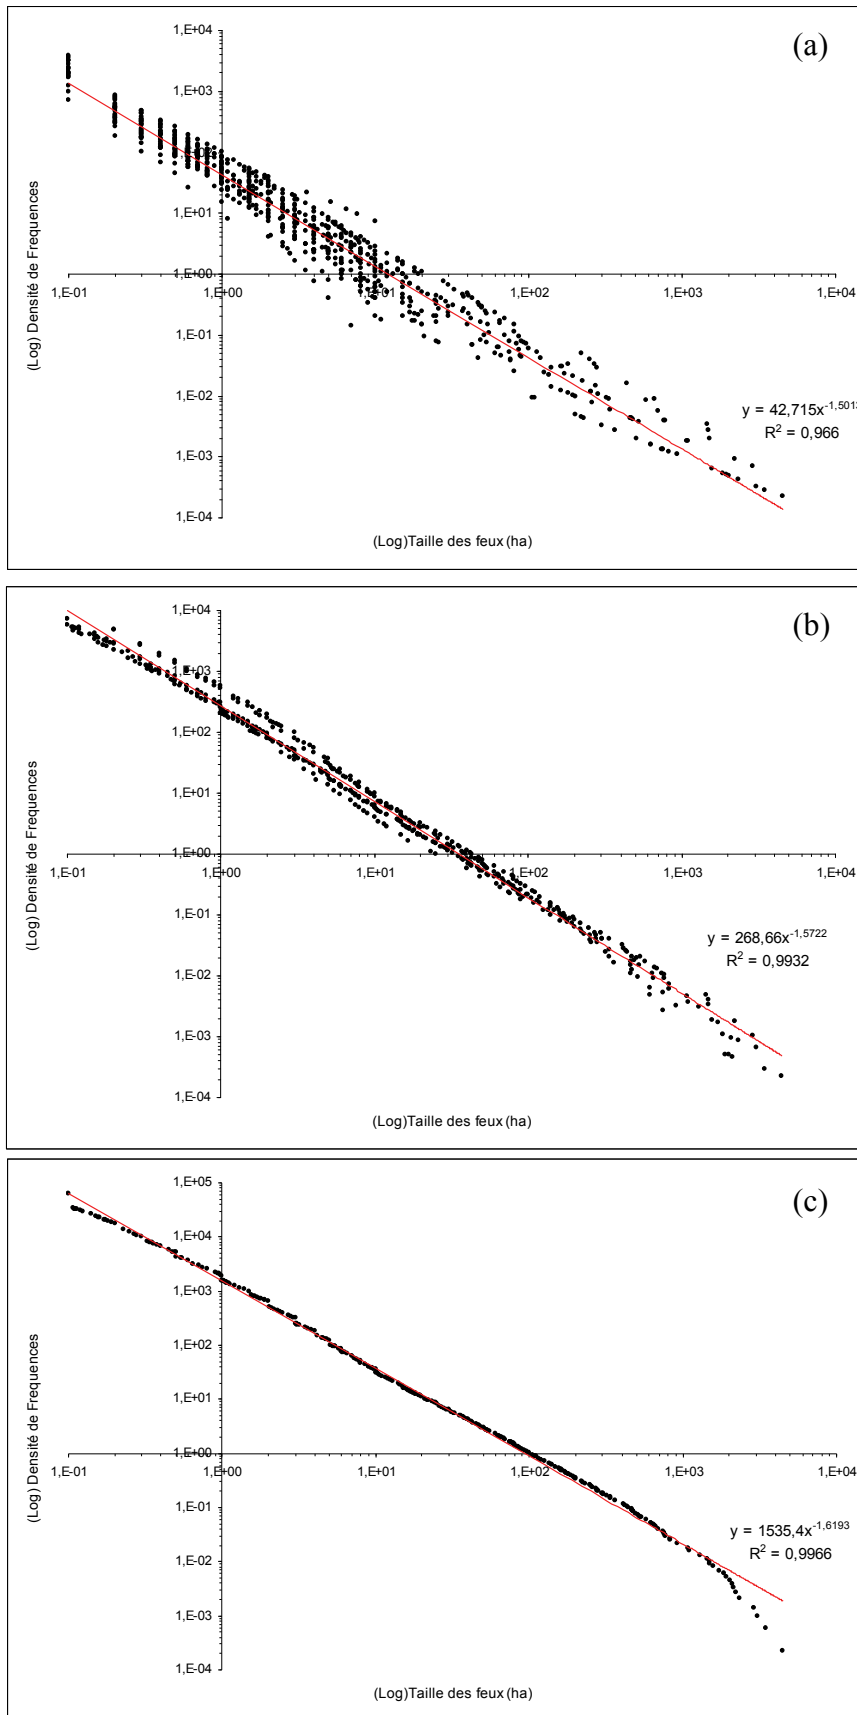 (a)
1,E+04
1,E+03
1,E+02
1,E+01
1,E+00
1,E-01
1,E-02
1,E-03
1,E-04
1,E-01 1,E+00 1,E+01 1,E+02 1,E+03 1,E+04
(Log) Densité de Frequences
y = 42,715x-1,5013
R2 = 0,966
(Log)Taille des feux (ha)
(b)
1,E+04
1,E+03
1,E+02
1,E+01
1,E+00
1,E-01
1,E-02
1,E-03
1,E-04
1,E-01 1,E+00 1,E+01 1,E+02 1,E+03 1,E+04
(Log) Densité de Frequences
y = 268,66x-1,5722
R2 = 0,9932
(Log)Taille des feux (ha)
(c)
1,E+05
1,E+04
1,E+03
1,E+02
1,E+01
1,E+00
1,E-01
1,E-02
1,E-03
1,E-04
1,E-01 1,E+00 1,E+01 1,E+02 1,E+03 1,E+04
(Log) Densité de Frequences
y = 1535,4x-1,6193
R2 = 0,9966
(Log)Taille des feux (ha)